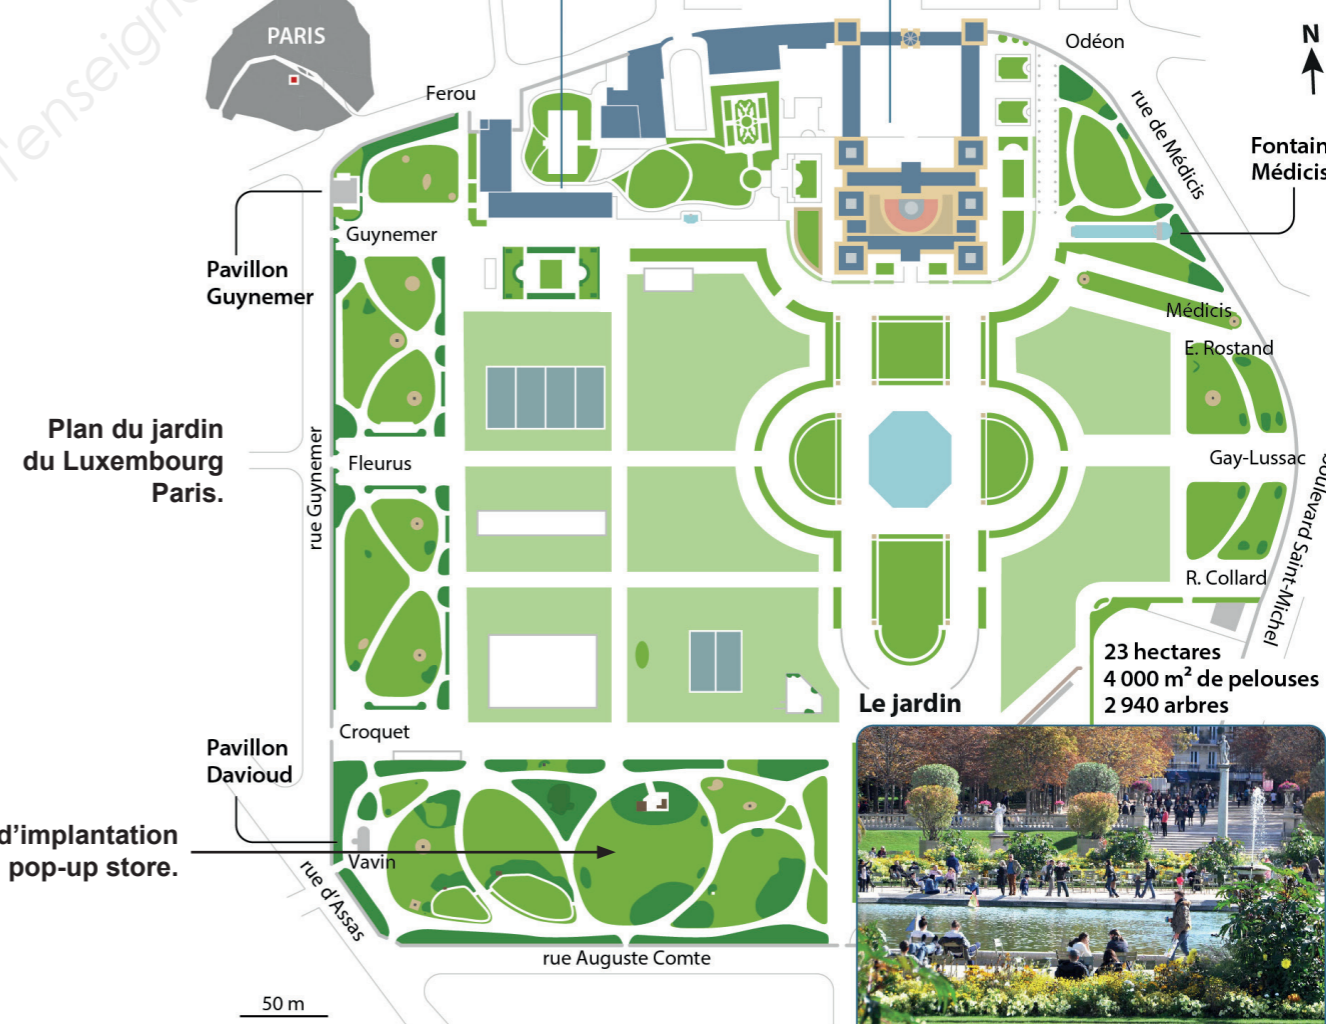 l'enseign
PARIS
N
Odéon
Ferou
rue de Médicis
Fontain
Médicis
Guynemer
Pavillon
Guynemer
Médicis
E. Rostand
Plan du jardin
du Luxembourg
Paris.
rue Guynemer
Fleurus
Gay-Lussac
boulevard Saint-Michel
R. Collard
23 hectares
4 000 m² de pelouses
2 940 arbres
Le jardin
Croquet
Pavillon
Davioud
d'implantation
pop-up store.
Vavin
rue d'Assas
rue Auguste Comte
50 m